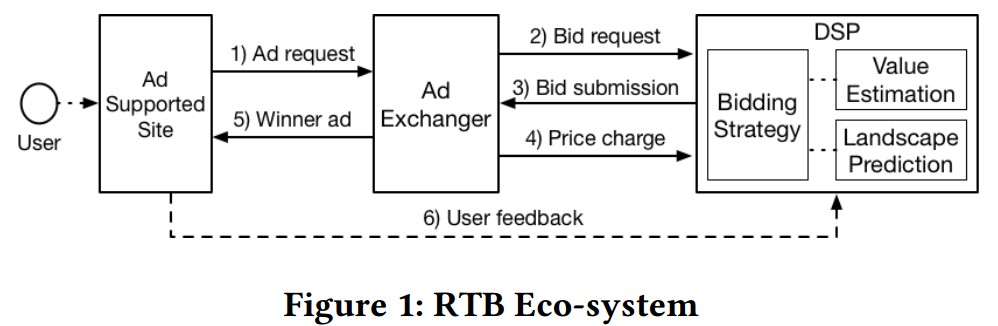 User
Ad
Supported
Site
1) Ad request
5) Winner ad
Ad
Exchanger
2) Bid request
3) Bid submission
4) Price charge
DSP
Bidding
Strategy
Value
Estimation
Landscape
Prediction
6) User feedback
Figure 1: RTB Eco-system